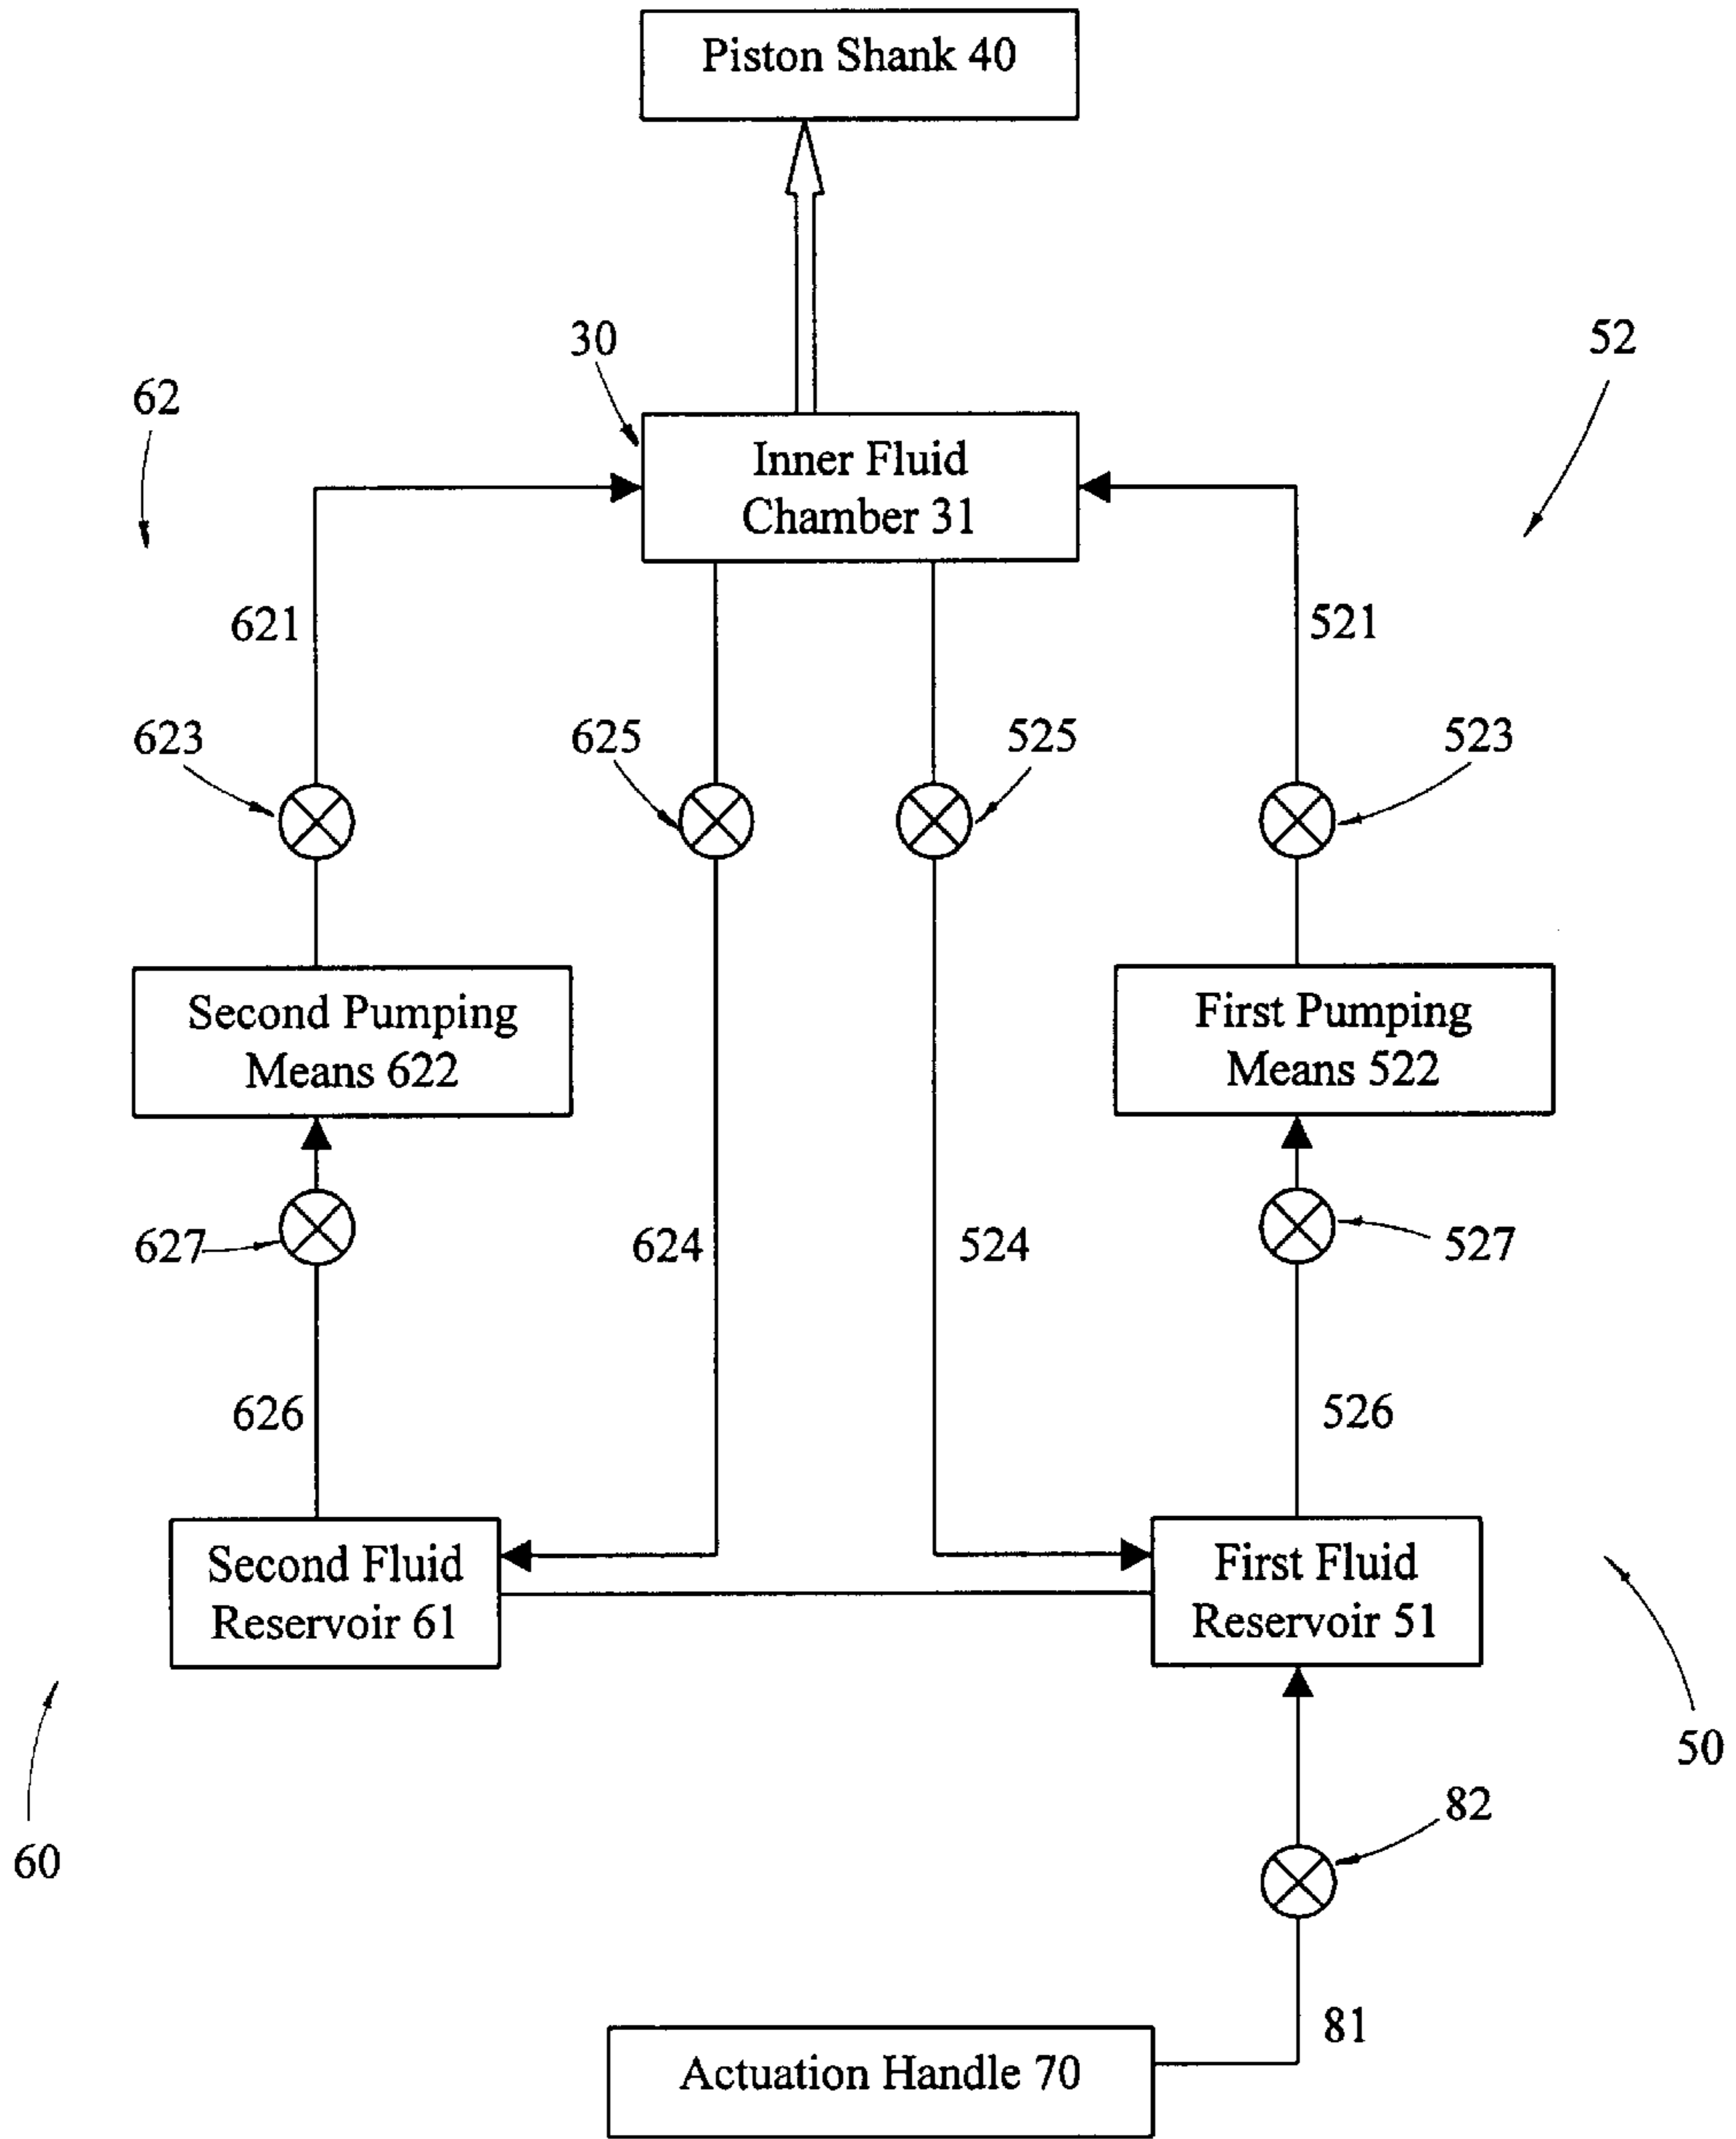 Piston Shank 40
30
52
62
Inner Fluid
Chamber 31
621
521
623
625
525
523
Second Pumping
Means 622
First Pumping
Means 522
627
624
524
527
626
526
Second Fluid
Reservoir 61
First Fluid
Reservoir 51
50
82
60
81
Actuation Handle 70